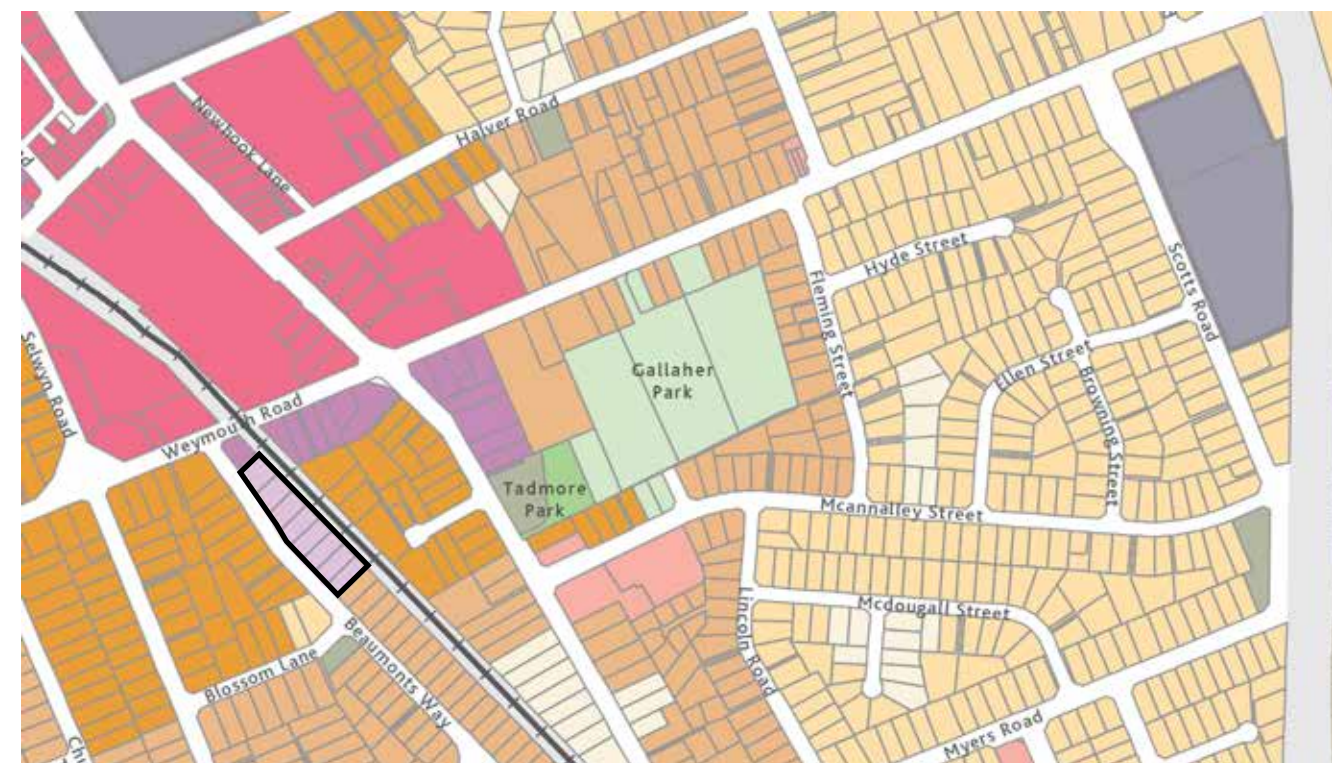 Newhook Lane
Halver Road
Selwyn Road
Weymouth Road
Gallaher
Park
Tadmore
Park
Fleming Street
Hyde Street
Scotts Road
Ellen Street
Browning Street
Mcannalley Street
Mcdougall Street
Lincoln Road
Beaumonts Way
Blossom Lane
Myers Road